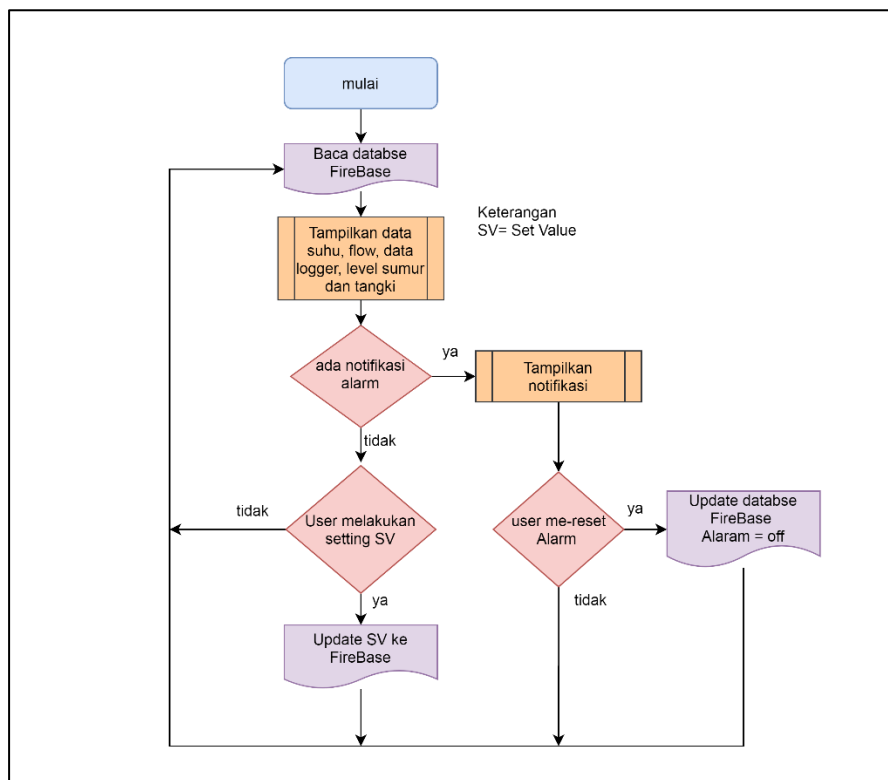 mulai
Baca databse
FireBase
Keterangan
SV= Set Value
Tampilkan data
suhu, flow, data
logger, level sumur
dan tangki
ada notifikasi
alarm
ya
Tampilkan
notifikasi
tidak
tidak
User melakukan
setting SV
user me-reset
Alarm
ya
Update databse
FireBase
Alaram = off
ya
tidak
Update SV ke
FireBase